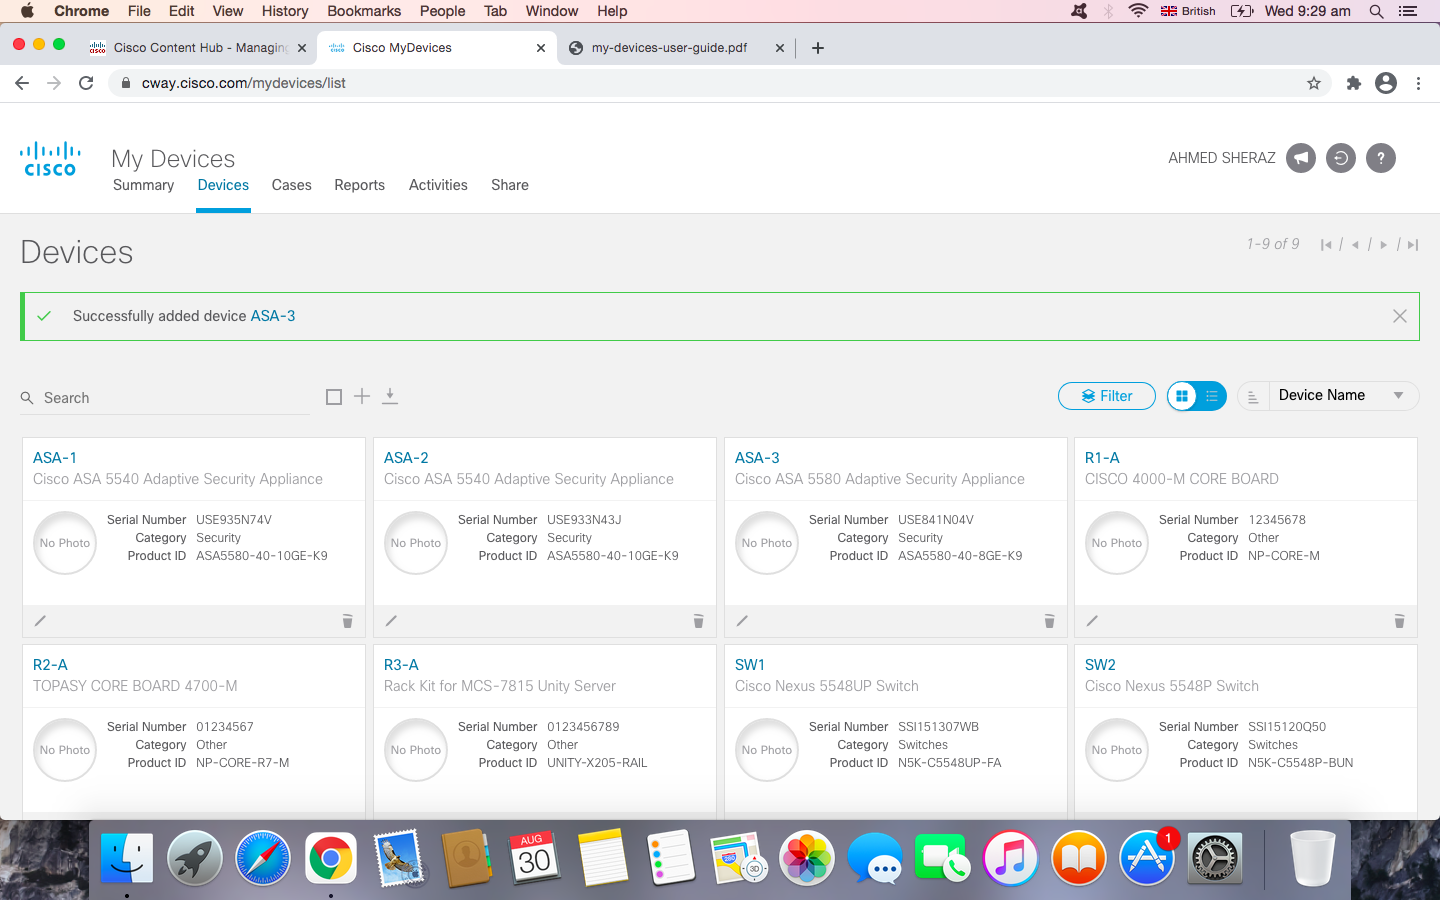 Chrome File Edit View History Bookmarks People Tab Window Help British Wed 9:29 am
Cisco Content Hub - Managing Cisco MyDevices my-devices-user-guide.pdf
cway.cisco.com/mydevices/list
CISCO
My Devices
AHMED SHERAZ
Summary Devices Cases Reports Activities Share
Devices
1-9 of 9
Successfully added device ASA-3
Search
Filter
Device Name
ASA-1
Cisco ASA 5540 Adaptive Security Appliance
No Photo
Serial Number USE935N74V
Category Security
Product ID ASA5580-40-10GE-K9
ASA-2
Cisco ASA 5540 Adaptive Security Appliance
No Photo
Serial Number USE933N43J
Category Security
Product ID ASA5580-40-10GE-K9
ASA-3
Cisco ASA 5580 Adaptive Security Appliance
No Photo
Serial Number USE841N04V
Category Security
Product ID ASA5580-40-8GE-K9
R1-A
CISCO 4000-M CORE BOARD
No Photo
Serial Number 12345678
Category Other
Product ID NP-CORE-M
R2-A
TOPASY CORE BOARD 4700-M
No Photo
Serial Number 01234567
Category Other
Product ID NP-CORE-R7-M
R3-A
Rack Kit for MCS-7815 Unity Server
No Photo
Serial Number 0123456789
Category Other
Product ID UNITY-X205-RAIL
SW1
Cisco Nexus 5548UP Switch
No Photo
Serial Number SSI151307WB
Category Switches
Product ID N5K-C5548UP-FA
SW2
Cisco Nexus 5548P Switch
No Photo
Serial Number SSI15120Q50
Category Switches
Product ID N5K-C5548P-BUN
AUG
30
280
3D
1